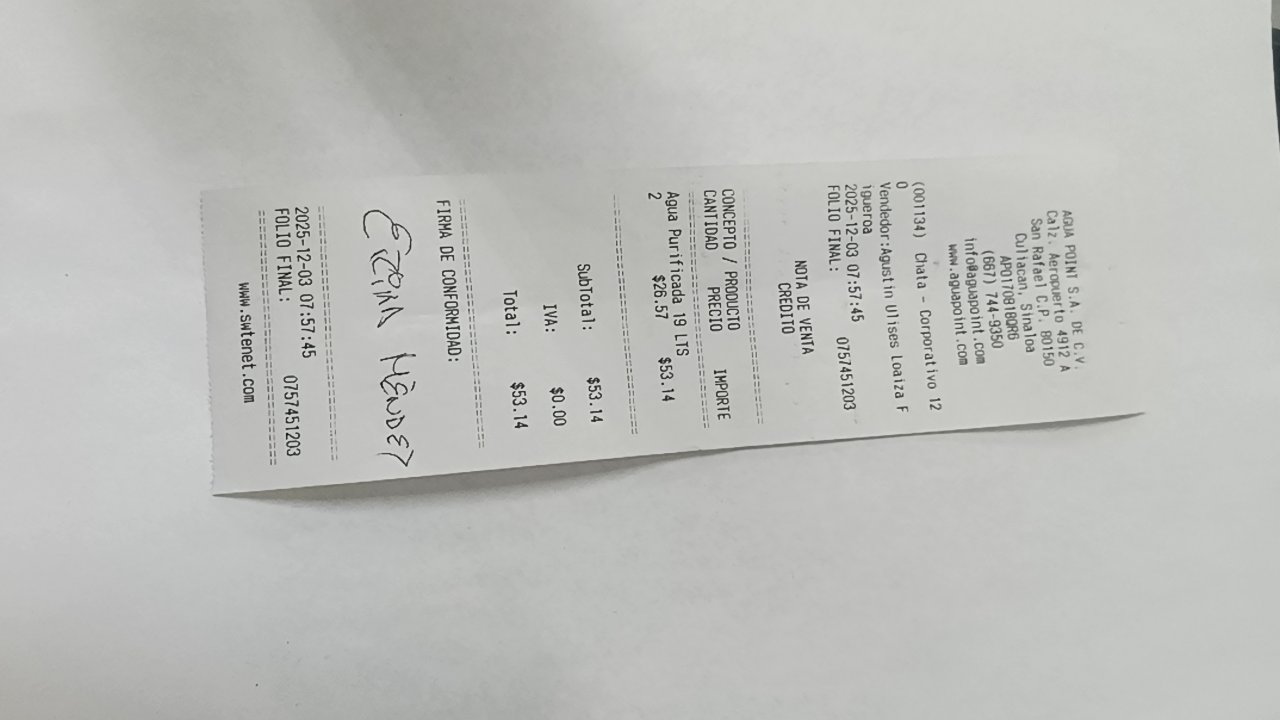 AGUA POINT S.A. DE C.V.
Calz. Aeropuerto 4912 A
San Rafael C.P. 80150
Culiacan, Sinaloa
APO170818DR6
(667) 744-9350
info@aguapoint.com
www.aguapoint.com
(001134) Chata - Corporativo 12
0
Vendedor:Agustin Ulises Loaiza F
igueroa
2025-12-03 07:57:45 0757451203
FOLIO FINAL:
NOTA DE VENTA
CREDITO
================================
CONCEPTO / PRODUCTO
CANTIDAD PRECIO IMPORTE
================================
Agua Purificada 19 LTS
2 $26.57 $53.14
================================
SubTotal: $53.14
IVA: $0.00
Total: $53.14
================================
FIRMA DE CONFORMIDAD:
MÉNDEZ
================================
2025-12-03 07:57:45 0757451203
FOLIO FINAL:
================================
www.swtenet.com